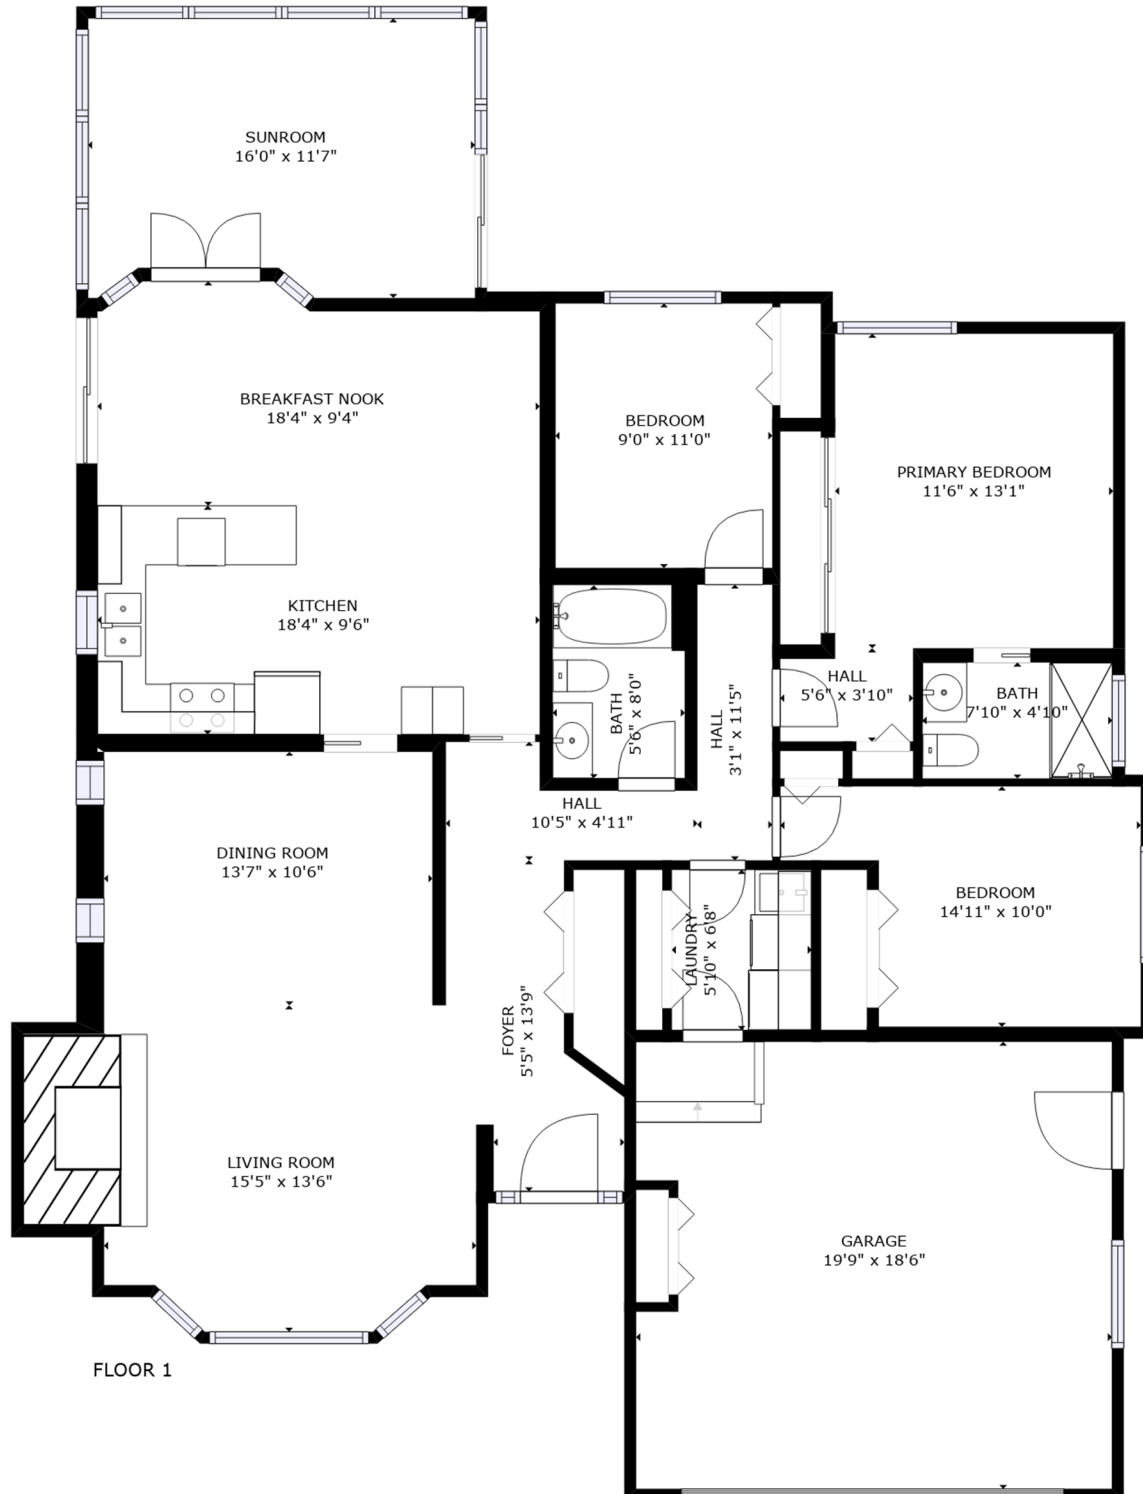 SUNROOM
16'0" x 11'7"
BREAKFAST NOOK
18'4" x 9'4"
BEDROOM
9'0" x 11'0"
PRIMARY BEDROOM
11'6" x 13'1"
KITCHEN
18'4" x 9'6"
BATH
5'6" x 8'0"
HALL
3'1" x 11'5"
HALL
5'6" x 3'10"
BATH
7'10" x 4'10"
HALL
10'5" x 4'11"
DINING ROOM
13'7" x 10'6"
LAUNDRY
5'10" x 6'8"
BEDROOM
14'11" x 10'0"
FOYER
5'5" x 13'9"
LIVING ROOM
15'5" x 13'6"
GARAGE
19'9" x 18'6"
FLOOR 1